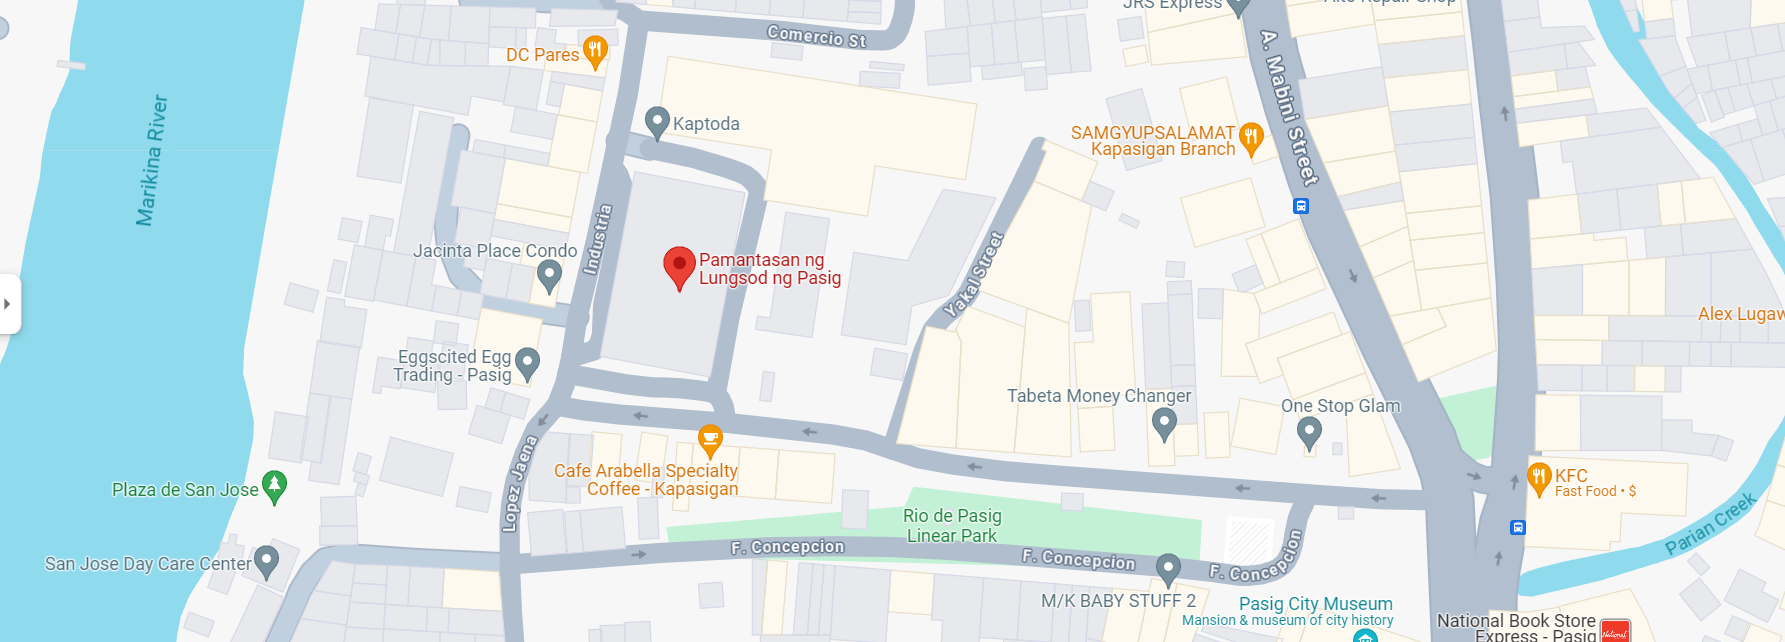 JRS Express
Comercio St
DC Pares
A. Mabini Street
Marikina River
Kaptoda
SAMGYUPSALAMAT
Kapasigan Branch
Industria
Jacinta Place Condo
Pamantasan ng
Lungsod ng Pasig
Yakal Street
Alex Lugaw
Eggscited Egg
Trading - Pasig
Tabeta Money Changer
One Stop Glam
Lopez Jaena
Cafe Arabella Specialty
Coffee - Kapasigan
KFC
Fast Food • $
Plaza de San Jose
Rio de Pasig
Linear Park
Parian Creek
F. Concepcion
F. Concepcion
F. Concepcion
San Jose Day Care Center
M/K BABY STUFF 2
Pasig City Museum
Mansion & museum of city history
National Book Store
Express - Pasig
National